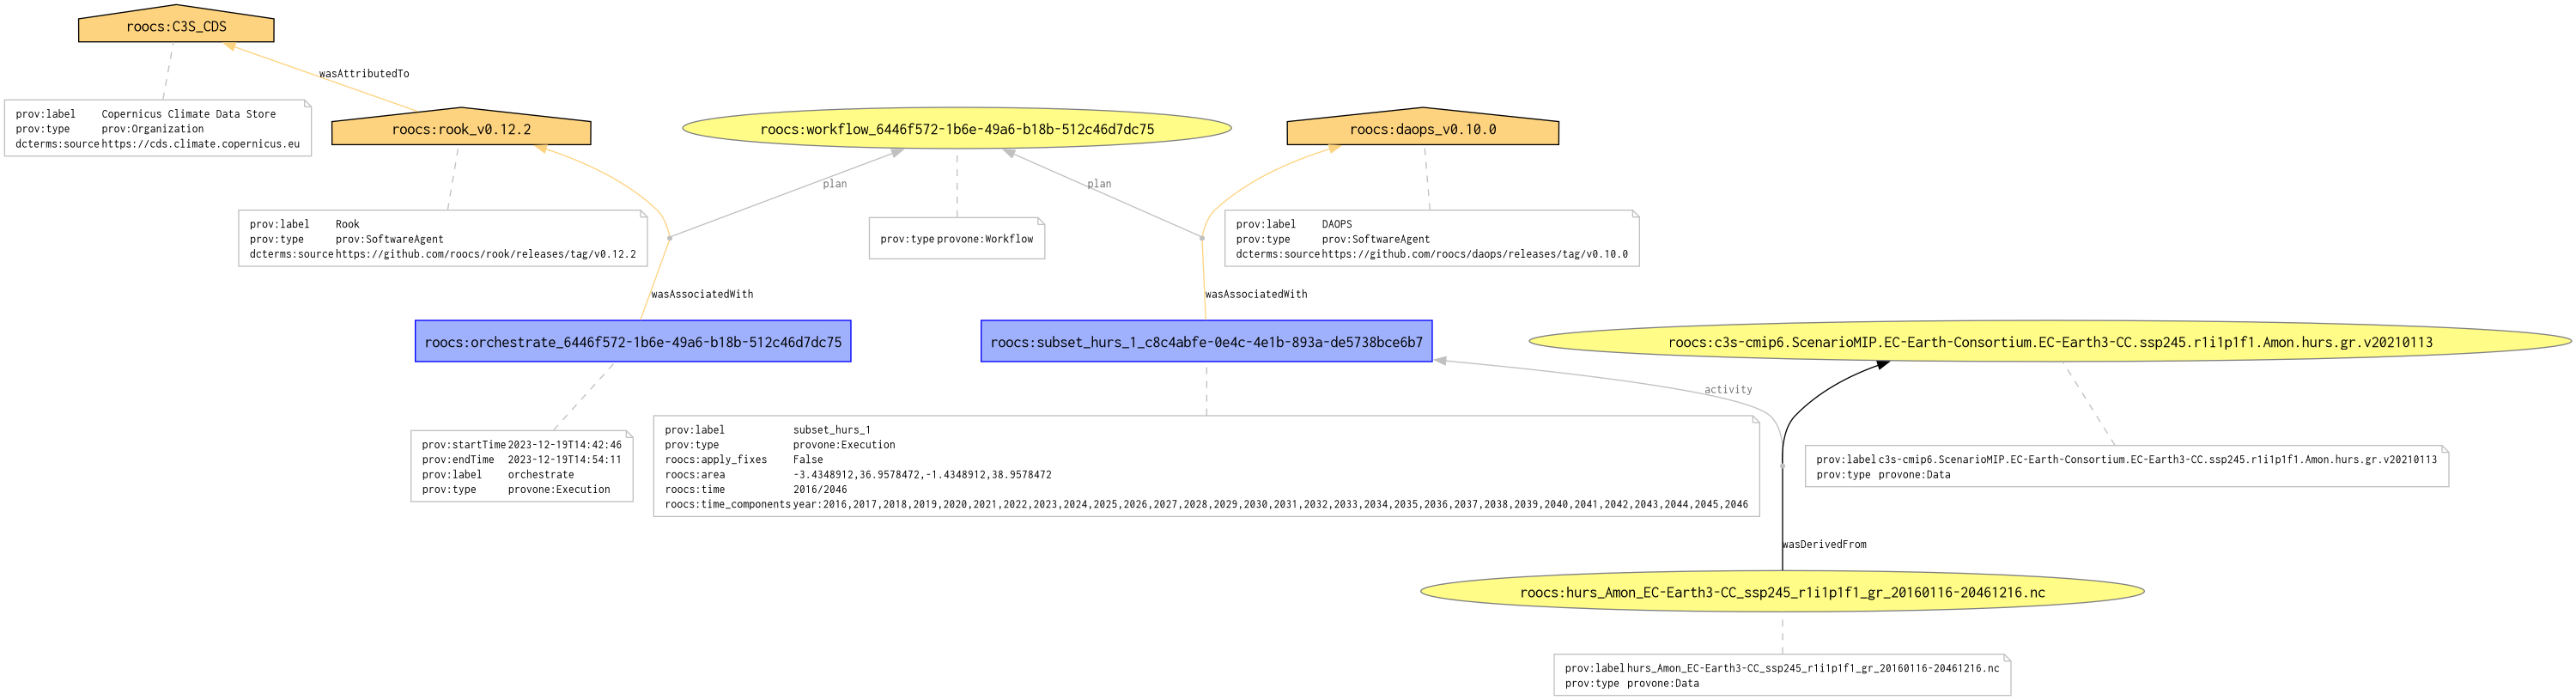 roocs:C3S_CDS
wasAttributedTo
prov:label Copernicus Climate Data Store
prov:type prov:Organization
dcterms:source https://cds.climate.copernicus.eu
roocs:rook_v0.12.2
roocs:workflow_6446f572-1b6e-49a6-b18b-512c46d7dc75
roocs:daops_v0.10.0
plan
plan
prov:label Rook
prov:type prov:SoftwareAgent
dcterms:source https://github.com/roocs/rook/releases/tag/v0.12.2
prov:type provone:Workflow
prov:label DAOPS
prov:type prov:SoftwareAgent
dcterms:source https://github.com/roocs/daops/releases/tag/v0.10.0
wasAssociatedWith
wasAssociatedWith
roocs:orchestrate_6446f572-1b6e-49a6-b18b-512c46d7dc75
roocs:subset_hurs_1_c8c4abfe-0e4c-4e1b-893a-de5738bce6b7
roocs:c3s-cmip6.ScenarioMIP.EC-Earth-Consortium.EC-Earth3-CC.ssp245.r1i1p1f1.Amon.hurs.gr.v20210113
activity
prov:startTime 2023-12-19T14:42:46
prov:endTime 2023-12-19T14:54:11
prov:label orchestrate
prov:type provone:Execution
prov:label subset_hurs_1
prov:type provone:Execution
roocs:apply_fixes False
roocs:area -3.4348912,36.9578472,-1.4348912,38.9578472
roocs:time 2016/2046
roocs:time_components year:2016,2017,2018,2019,2020,2021,2022,2023,2024,2025,2026,2027,2028,2029,2030,2031,2032,2033,2034,2035,2036,2037,2038,2039,2040,2041,2042,2043,2044,2045,2046
prov:label c3s-cmip6.ScenarioMIP.EC-Earth-Consortium.EC-Earth3-CC.ssp245.r1i1p1f1.Amon.hurs.gr.v20210113
prov:type provone:Data
wasDerivedFrom
roocs:hurs_Amon_EC-Earth3-CC_ssp245_r1i1p1f1_gr_20160116-20461216.nc
prov:label hurs_Amon_EC-Earth3-CC_ssp245_r1i1p1f1_gr_20160116-20461216.nc
prov:type provone:Data